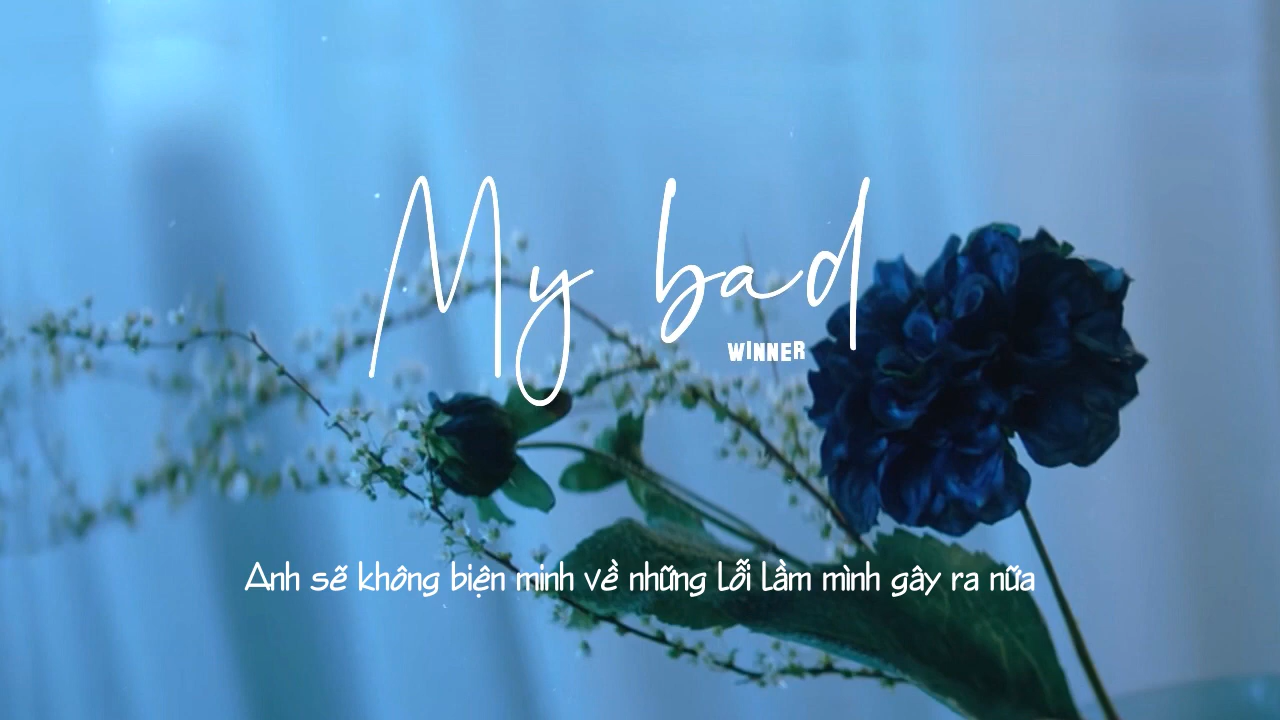 My bad
WINNER
Anh sẽ không biện minh về những lỗi lầm mình gây ra nữa